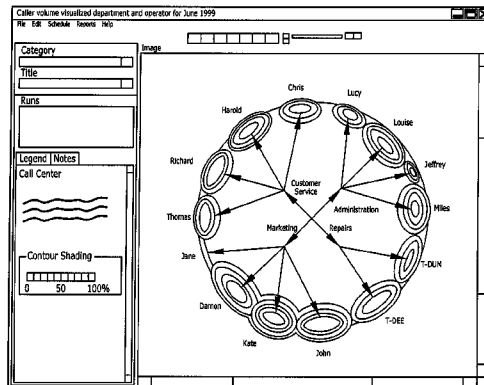 Caller volume visualized department and operator for June 1999
File Edit Schedule Reports Help
Category
Title
Runs
Legend Notes
Call Center
Contour Shading
0 50 100%
Image
Chris
Lucy
Harold
Louise
Richard
Jeffrey
Customer
Service
Administration
Miles
Thomas
Marketing
Repairs
Jane
T-DUM
Damon
T-DEE
Kate
John